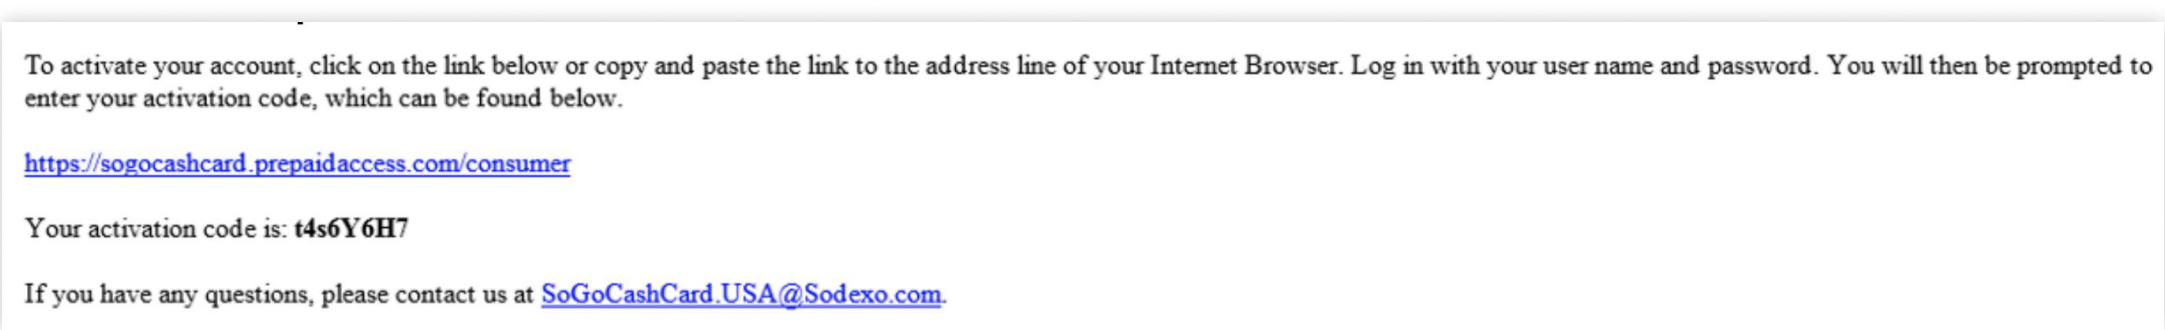 To activate your account, click on the link below or copy and paste the link to the address line of your Internet Browser. Log in with your user name and password. You will then be prompted to
enter your activation code, which can be found below.
https://sogocashcard.prepaidaccess.com/consumer
Your activation code is: t4s6Y6H7
If you have any questions, please contact us at SoGoCashCard.USA@Sodexo.com.